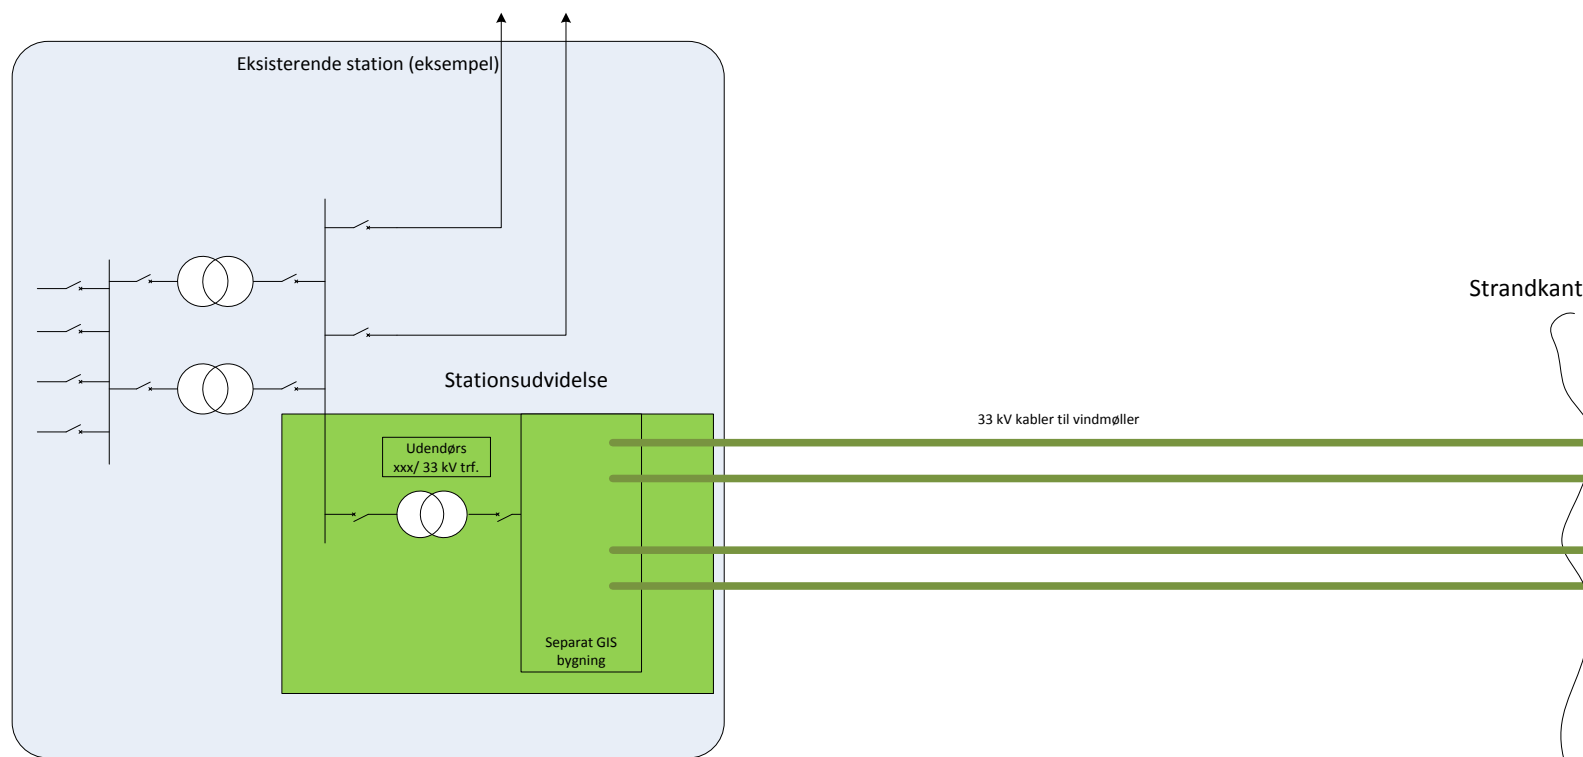 Eksisterende station (eksempel)
Strandkant
Stationsudvidelse
33 kV kabler til vindmøller
Udendørs
xxx/ 33 kV trf.
Separat GIS
bygning